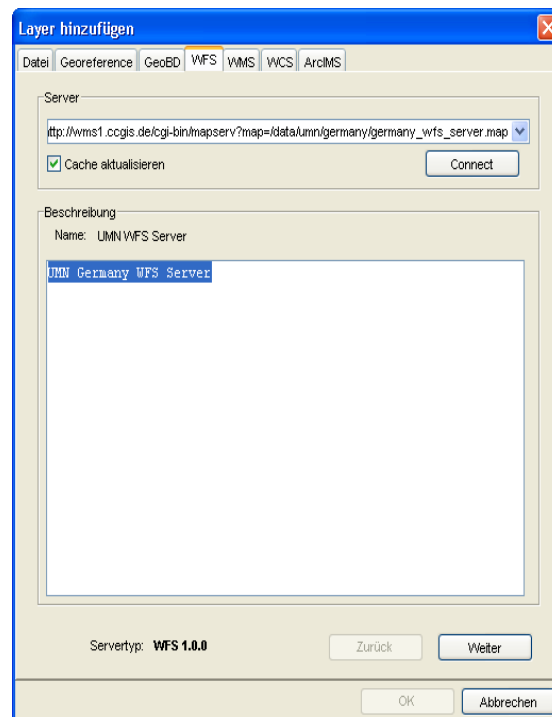 Layer hinzufügen
Datei Georeference GeoBD WFS WMS WCS ArcIMS
Server
ttp://wms1.ccgis.de/cgi-bin/mapserv?map=/data/umn/germany/germany_wfs_server.map
Cache aktualisieren Connect
Beschreibung
Name: UMN WFS Server
UMN Germany WFS Server
Servertyp: WFS 1.0.0 Zurück Weiter
OK Abbrechen